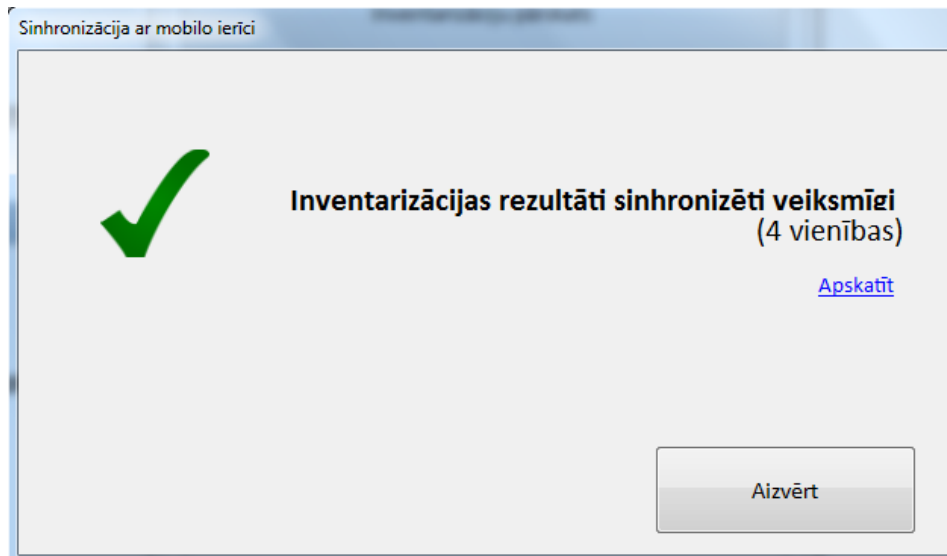 Sinhronizācija ar mobilo ierīci
Inventarizācijas rezultāti sinhronizēti veiksmīgi
(4 vienības)
Apskatīt
Aizvērt